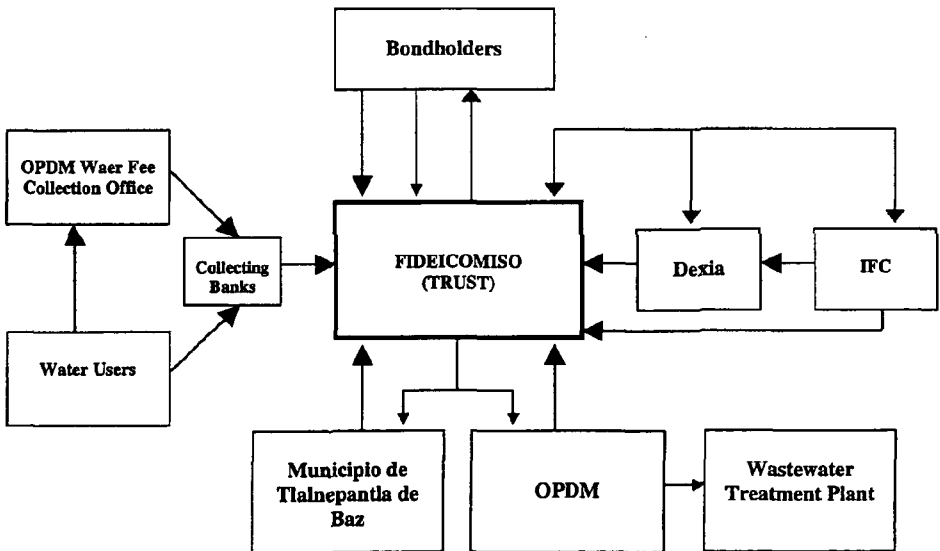 Bondholders
OPDM Waer Fee
Collection Office
Collecting
Banks
Water Users
FIDEICOMISO
(TRUST)
Dexia
IFC
Municipio de
Tlalnepantla de
Baz
OPDM
Wastewater
Treatment Plant